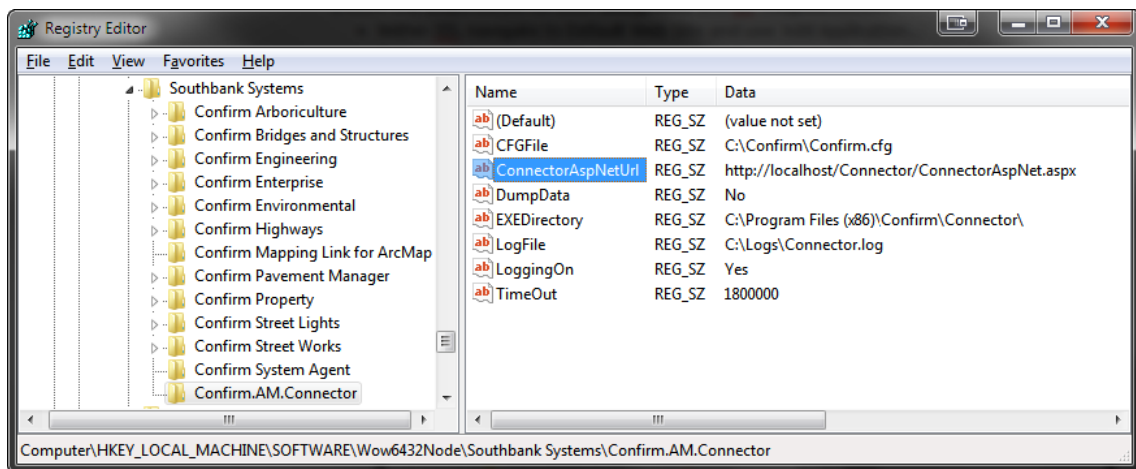 Registry Editor
File Edit View Favorites Help
Southbank Systems
Confirm Arboriculture
Confirm Bridges and Structures
Confirm Engineering
Confirm Enterprise
Confirm Environmental
Confirm Highways
Confirm Mapping Link for ArcMap
Confirm Pavement Manager
Confirm Property
Confirm Street Lights
Confirm Street Works
Confirm System Agent
Confirm.AM.Connector
Name Type Data
(Default) REG_SZ (value not set)
CFGFile REG_SZ C:\Confirm\Confirm.cfg
ConnectorAspNetUrl REG_SZ http://localhost/Connector/ConnectorAspNet.aspx
DumpData REG_SZ No
EXEDirectory REG_SZ C:\Program Files (x86)\Confirm\Connector\
LogFile REG_SZ C:\Logs\Connector.log
LoggingOn REG_SZ Yes
TimeOut REG_SZ 1800000
Computer\HKEY_LOCAL_MACHINE\SOFTWARE\Wow6432Node\Southbank Systems\Confirm.AM.Connector